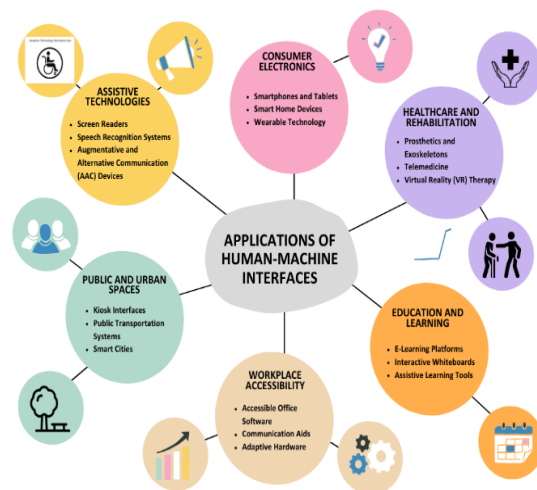 APPLICATIONS OF
HUMAN-MACHINE
INTERFACES
ASSISTIVE
TECHNOLOGIES
• Screen Readers
• Speech Recognition Systems
• Augmentative and
Alternative Communication
(AAC) Devices
CONSUMER
ELECTRONICS
• Smartphones and Tablets
• Smart Home Devices
• Wearable Technology
HEALTHCARE AND
REHABILITATION
• Prosthetics and
Exoskeletons
• Telemedicine
• Virtual Reality (VR) Therapy
PUBLIC AND URBAN
SPACES
• Kiosk Interfaces
• Public Transportation
Systems
• Smart Cities
EDUCATION AND
LEARNING
• E-Learning Platforms
• Interactive Whiteboards
• Assistive Learning Tools
WORKPLACE
ACCESSIBILITY
• Accessible Office
Software
• Communication Aids
• Adaptive Hardware